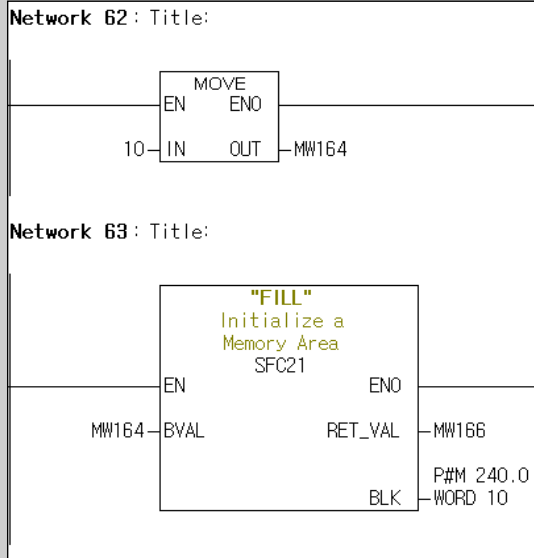 Network 62 : Title:
MOVE
EN ENO
10 IN OUT MW164
Network 63 : Title:
"FILL"
Initialize a
Memory Area
SFC21
EN ENO
MW164 BVAL RET_VAL MW166
P#M 240.0
BLK WORD 10